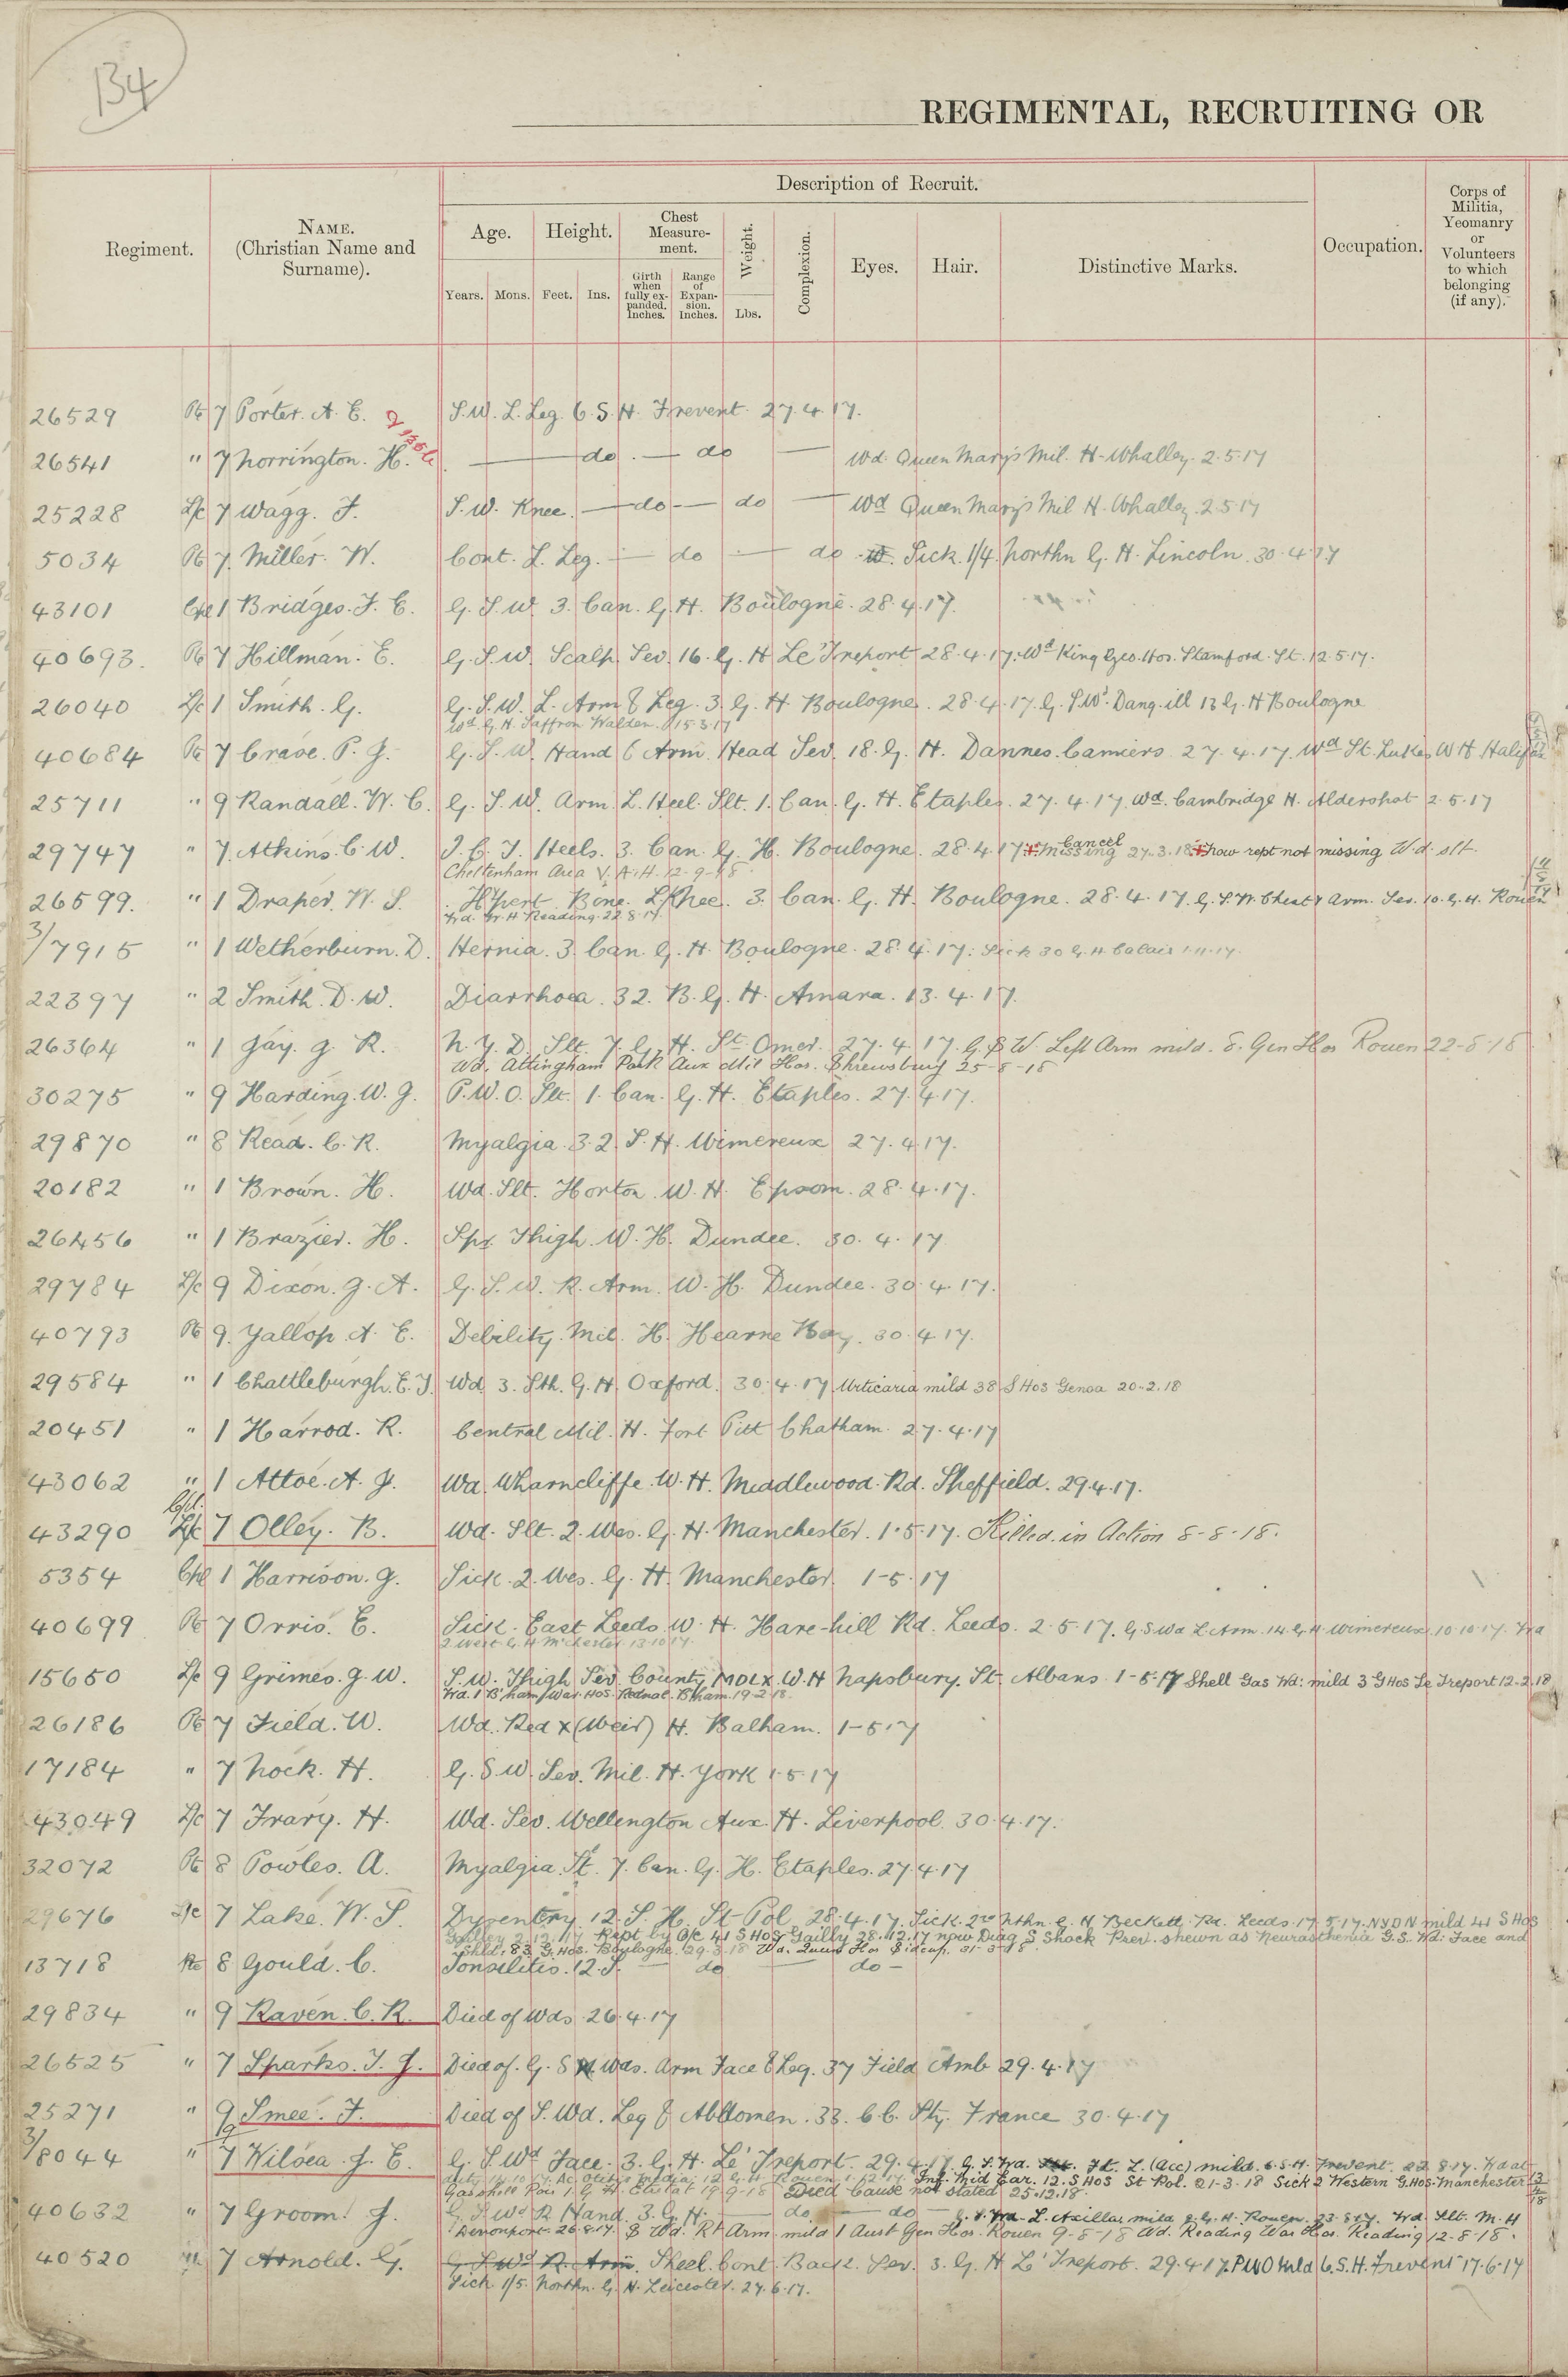 134
REGIMENTAL, RECRUITING OR
Description of Recruit.
Regiment.
NAME.
(Christian Name and
Surname).
Age.
Height.
Chest
Measure-
ment.
Weight.
Complexion.
Eyes.
Hair.
Distinctive Marks.
Occupation.
Corps of
Militia,
Yeomanry
or
Volunteers
to which
belonging
(if any).
Years.
Mons.
Feet.
Ins.
Girth
when
fully ex-
panded.
Inches.
Range
of
Expan-
sion.
Inches.
Lbs.
26529 Pte 7 Porter. A. E. S. W. L. Leg. 6. S. H. Frevent. 27.4.17.
26541 " 7 Norrington. H. — do. — do — Wd. Queen Marys Mil. H. Whalley. 2.5.17
25228 L/c 7 Wagg. F. S. W. Knee. — do — do — Wd Queen Marys Mil H. Whalley. 2.5.17
5034 Pte 7. Miller. W. Cont. L. Leg. — do — do. Sick. 1/4. Northn G. H. Lincoln. 30.4.17
43101 Cpl 1 Bridges. F. E. G. S. W. 3. Can. G. H. Boulogne. 28.4.17.
40693. Pte 7 Hillman. E. G. S. W. Scalp. Sev. 16. G. H Le Treport 28.4.17. Wd King Geo. Hos. Stamford. St. 12.5.17.
26040 L/c 1 Smith. G. G. S. W. L. Arm & Leg. 3. G. H. Boulogne. 28.4.17. G. S. Wd. Dang. ill 13 G. H Boulogne
Wd. G. H. Saffron Walden. 15.3.17
40684 Pte 7 Crave. P. J. G. S. W. Hand & Arm. Head Sev. 18. G. H. Dannes. Camiers 27.4.17. Wd St. Lukes W H Halifax
25711 " 9 Randall. W. C. G. S. W. Arm L. Heel. Slt. 1. Can. G. H. Etaples. 27.4.17. Wd. Cambridge H. Aldershot 2.5.17
29747 " 7. Atkins. C. W. I. C. T. Heels. 3. Can. G. H. Boulogne. 28.4.17. Missing 27.3.18. Cancel now rept not missing Wd. slt.
Cheltenham Area V. A. H. 12-9-18
26599. " 1 Draper. W. S. Hypert. Bone. L Knee. 3. Can. G. H. Boulogne. 28.4.17. G. S. W. Chest & Arm. Sev. 10. G. H. Rouen
Wd. W. H Reading. 22.8.17.
3/7915 " 1 Wetherburn. D. Hernia. 3. Can. G. H. Boulogne. 28.4.17. Sick 30 G. H Calais 1.11.17.
22397 " 2 Smith. D. W. Diarrhoea. 32. B. G. H. Amara. 13.4.17.
26364 " 1 Jay. G. R. N. Y. D. Slt. 7. G. H. St. Omer. 27.4.17. G. S. W. Left Arm mild. 8. Gen Hos Rouen 22-8-18
Wd. Attingham Park Aux Mil Hos. Shrewsbury 25-8-18
30275 " 9 Harding. W. G. P. U. O. Slt. 1. Can. G. H. Etaples. 27.4.17.
29870 " 8 Read. C. R. Myalgia. 32. S. H. Wimereux 27.4.17.
20182 " 1 Brown. H. Wd. Slt. Horton. W. H. Epsom. 28.4.17.
26456 " 1 Brazier. H. Thigh. W. H. Dundee. 30.4.17
29784 L/c 9 Dixon. G. A. G. S. W. R. Arm. W. H. Dundee. 30.4.17.
40793 Pte 9. Gallop. A. E. Debility. Mil. H. Hearne Bay. 30.4.17.
29584 " 1 Chattleburgh. E. J. Wd 3. Sth. G. H. Oxford. 30.4.17. Urticaria mild 38 S Hos Genoa 20.2.18
20451 " 1 Harrod. R. Central Mil. H. Fort Pitt Chatham. 27.4.17
43062 " 1 Attoe. A. J. Wd. Wharncliffe. W. H. Middlewood. Rd. Sheffield. 29.4.17.
43290 L/c Cpl. 7 Olley. B. Wd. Slt. 2. Wes. G. H. Manchester. 1.5.17. Killed in Action 8-8-18.
5354 Cpl 1 Harrison. G. Sick. 2. Wes. G. H. Manchester. 1-5.17
40699 Pte 7 Orris. E. Sick. East Leeds. W. H. Hare-hill Rd. Leeds. 2.5.17. G. S. Wd L. Arm. 14. G. H. Wimereux. 10.10.17. Wd
2. West G. H M'chester 13.10.17.
15650 L/c 9 Grimes. G. W. S. W. Thigh. Sev. County MDLX. W. H Napsbury. St. Albans. 1-5-17 Shell Gas Wd: mild 3 G Hos Le Treport 12.2.18
Wd. 1 B'ham War. Hos. Rednal. B'ham. 19-2-18.
26186 Pte 7 Field. W. Wd. Red X (Weir) H. Balham. 1-5.17
17184 " 7 Nock. H. G. S. W. Sev. Mil. H. York 1.5.17
43049 L/c 7 Frary. H. Wd. Sev. Wellington Aux. H. Liverpool. 30.4.17.
32072 Pte 8 Powles. A. Myalgia. St. 7. Can. G. H. Etaples. 27.4.17
29676 L/c 7 Lake. W. S. Dysentery. 12. S. H. St-Pol. 28.4.17. Sick. 2nd Nthn. G. H Beckett. Pk. Leeds. 17.5.17. N Y D N mild 41 S Hos
Gailley 2.12.17 Rept by O/c 41 S Hos Gailly 28.12.17 now Diag S Shock Prev. shewn as Neurasthenia G. S. Wd: Face and
Shld. 83 G. Hos. Boulogne. 29.3.18 Wd. Queens Hos Sidcup. 31-3-18
13718 Pte 8 Gould. C. Tonsilitis. 12. S. do — do —
29834 " 9 Raven. C. R. Died of Wds. 26.4.17
26525 " 7 Sparks. T. J. Died of. G. S. Wds. Arm Face & Leg. 37 Field Amb 29.4.17
25271 " 9 Smee. F. Died of S. Wd. Leg & Abdomen. 33. C. C. Stn. France 30.4.17
3/8044 " 7 Wilsea. J. E. G. S. Wd Face. 3. G. H. Le Treport. 29.4.17. G. S. Wd. Ft. L. (Acc) mild. 6. S. H. Frevent. 22.8.17. Wd at
duty 14.10.17. Ac. Otitis Media. 12 G. H Rouen. 1.12.17. Inf. Mid Ear. 12. S Hos St Pol. 21-3-18 Sick 2 Western G. Hos. Manchester
Gas shell Pois 1 G H Etretat 19-9-18 Died Cause not stated 25.12.18.
40632 " 7 Groom. J. G. S. Wd R Hand. 3. G. H. — do — do — G. S. Wd. L. Axillar mild 9. G. H. Rouen. 23.8.17. Wd. Slt. M. H
Devonport 26.8.17. G Wd. Rt Arm mild 1 Aust Gen Hos. Rouen 9-8-18 Wd. Reading War Hos. Reading 12-8-18.
40520 7 Arnold. G. G. S. Wd R. Arm. Shell. Cont. Back. Sev. 3. G. H Le Treport. 29.4.17. P U O Mild 6. S. H. Frevent 17.6.17
Sick 1/5. Northn. G. H. Leicester. 27.6.17.